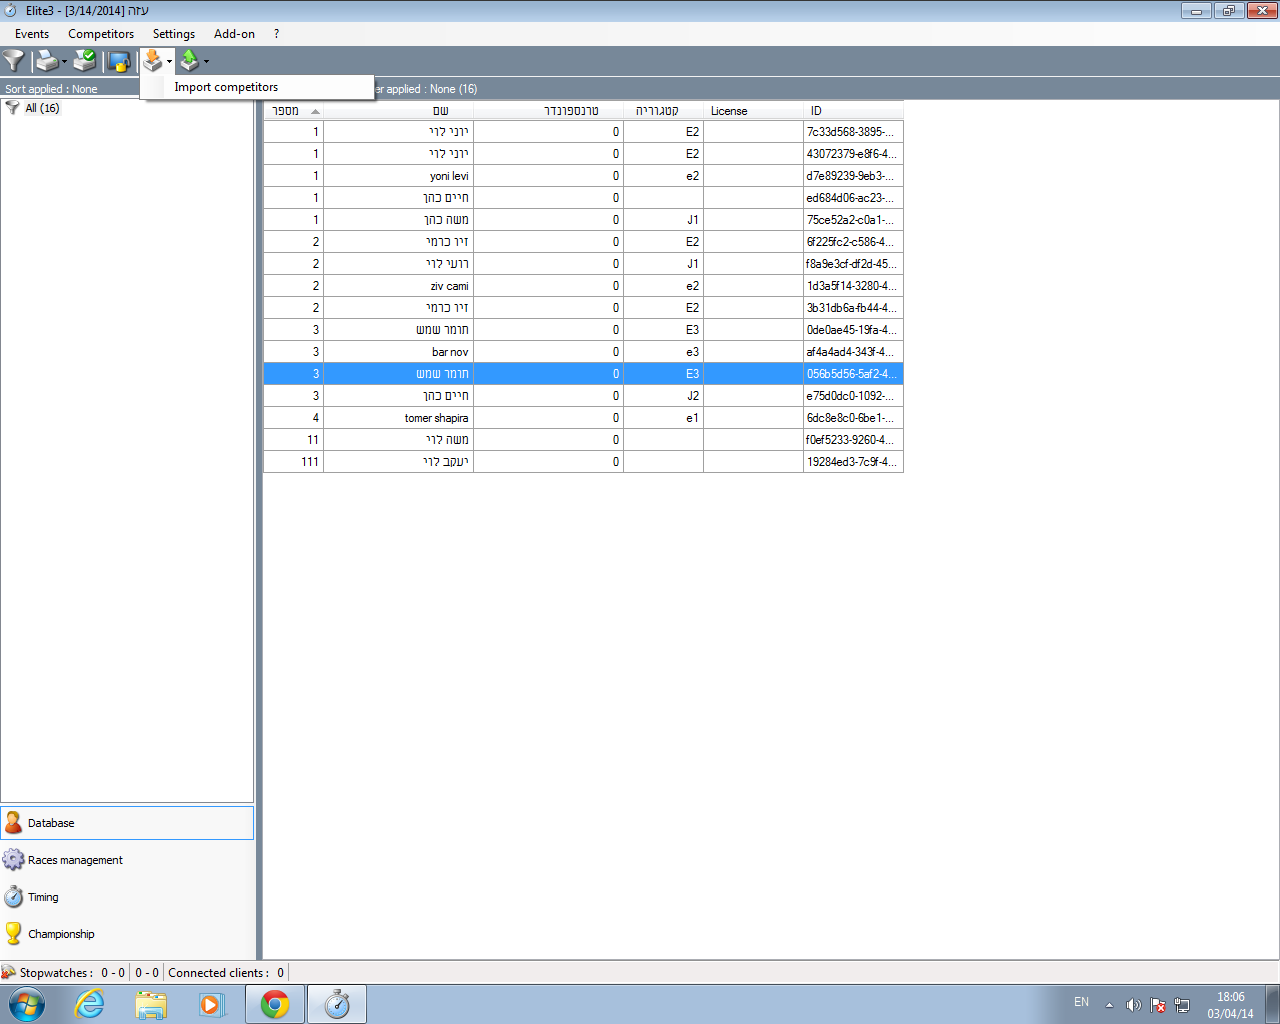 Elite3 - [3/14/2014] עזה
Events Competitors Settings Add-on ?
Import competitors
Sort applied : None er applied : None (16)
All (16)
מספר שם טרנספונדר קטגוריה License ID
1 יוני לוי 0 E2 7c33d568-3895-...
1 יוני לוי 0 E2 43072379-e8f6-4...
1 yoni levi 0 e2 d7e89239-9eb3-...
1 חיים כהן 0 ed684d06-ac23-...
1 משה כהן 0 J1 75ce52a2-c0a1-...
2 זיו כרמי 0 E2 6f225fc2-c586-4...
2 רועי לוי 0 J1 f8a9e3cf-df2d-45...
2 ziv cami 0 e2 1d3a5f14-3280-4...
2 זיו כרמי 0 E2 3b31db6a-fb44-4...
3 תומר שמש 0 E3 0de0ae45-19fa-4...
3 bar nov 0 e3 af4a4ad4-343f-4...
3 תומר שמש 0 E3 056b5d56-5af2-4...
3 חיים כהן 0 J2 e75d0dc0-1092-...
4 tomer shapira 0 e1 6dc8e8c0-6be1-...
11 משה לוי 0 f0ef5233-9260-4...
111 יעקב לוי 0 19284ed3-7c9f-4...
Database
Races management
Timing
Championship
Stopwatches : 0 - 0 0 - 0 Connected clients : 0
EN 18:06
03/04/14